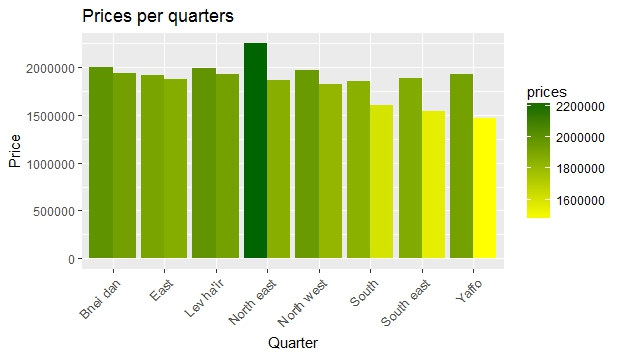 Prices per quarters
Price
2000000
1500000
1000000
500000
0
Bnei dan
East
Lev ha'ir
North east
North west
South
South east
Yaffo
Quarter
prices
2200000
2000000
1800000
1600000